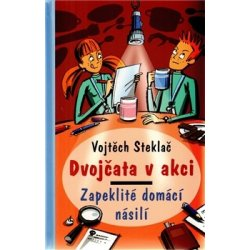 Vojtěch Steklač
Dvojčata v akci
Zapeklité domácí
násilí